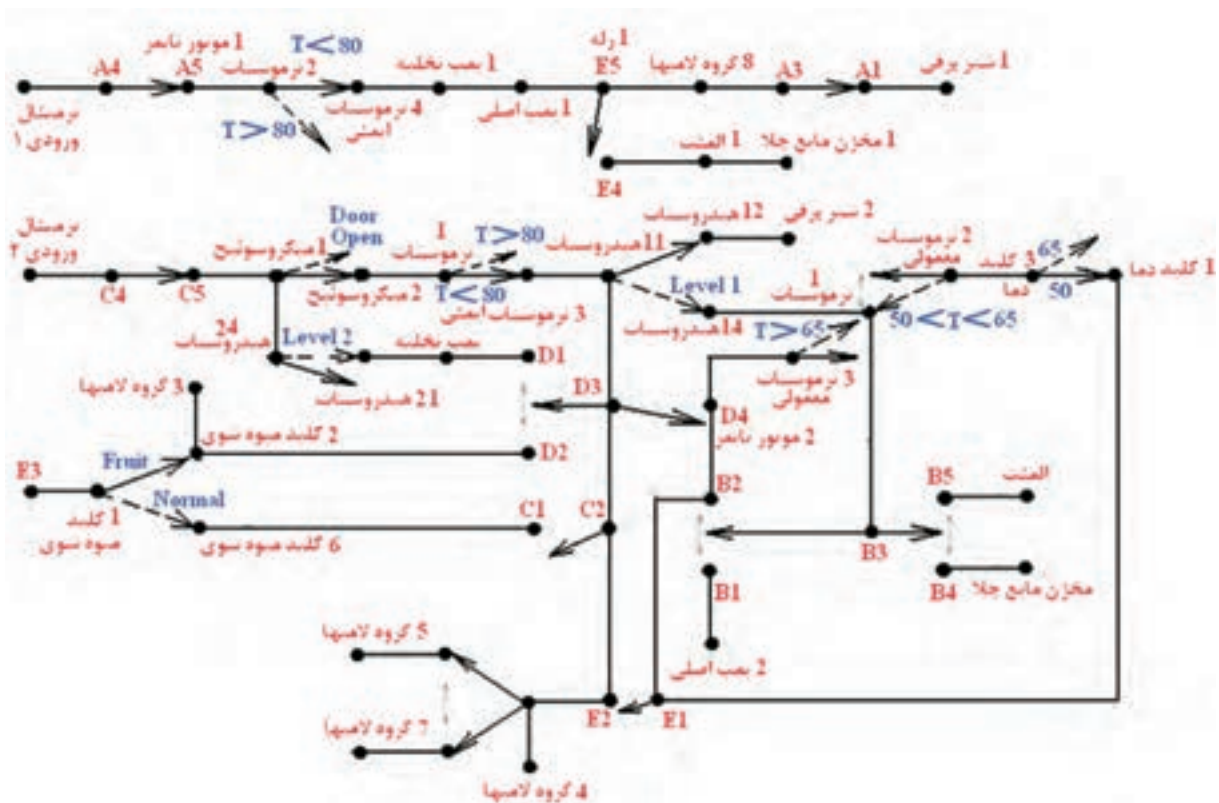 T<80
موتور تایمر 1
رله 1
A4
A5
ترموستات 2
پمپ تخلیه 1
E5
گروه لامپها 8
A3
A1
شیر برقی 1
ترمینال
ورودی ۱
T>80
ترموستات 4
ایمنی
پمپ اصلی 1
المنت 1
مخزن مایع جلا 1
E4
ترمینال
ورودی ۲
C4
C5
میکروسوئیچ 1
Door
Open
1
ترموستات
T>80
هیدروستات 11
هیدروستات 12
شیر برقی 2
ترموستات 2
معمولی
کلید 3
دما
65
50
کلید دما 1
میکروسوئیچ 2
T<80
ترموستات ایمنی 3
Level 1
1
ترموستات
50<T<65
24
هیدروستات
Level 2
پمپ تخلیه
D1
هیدروستات 14
T>65
هیدروستات 21
ترموستات 3
معمولی
گروه لامپها 3
D3
D4
موتور تایمر 2
کلید میوه شوی 2
D2
E3
Fruit
Normal
کلید 1
میوه شوی
کلید میوه شوی 6
C1
C2
B2
B5
المنت
B3
B1
B4
مخزن مایع جلا
گروه لامپها 5
پمپ اصلی 2
E2
E1
گروه لامپها 7
گروه لامپها 4